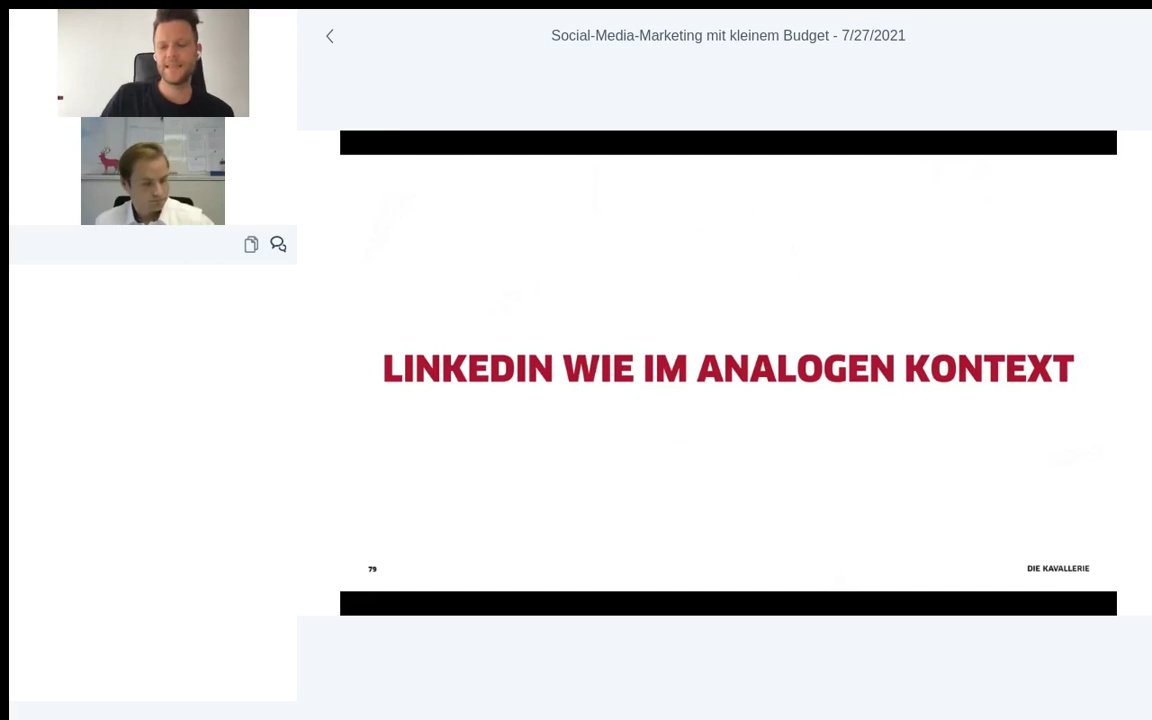 Social-Media-Marketing mit kleinem Budget - 7/27/2021
LINKEDIN WIE IM ANALOGEN KONTEXT
79
DIE KAVALLERIE